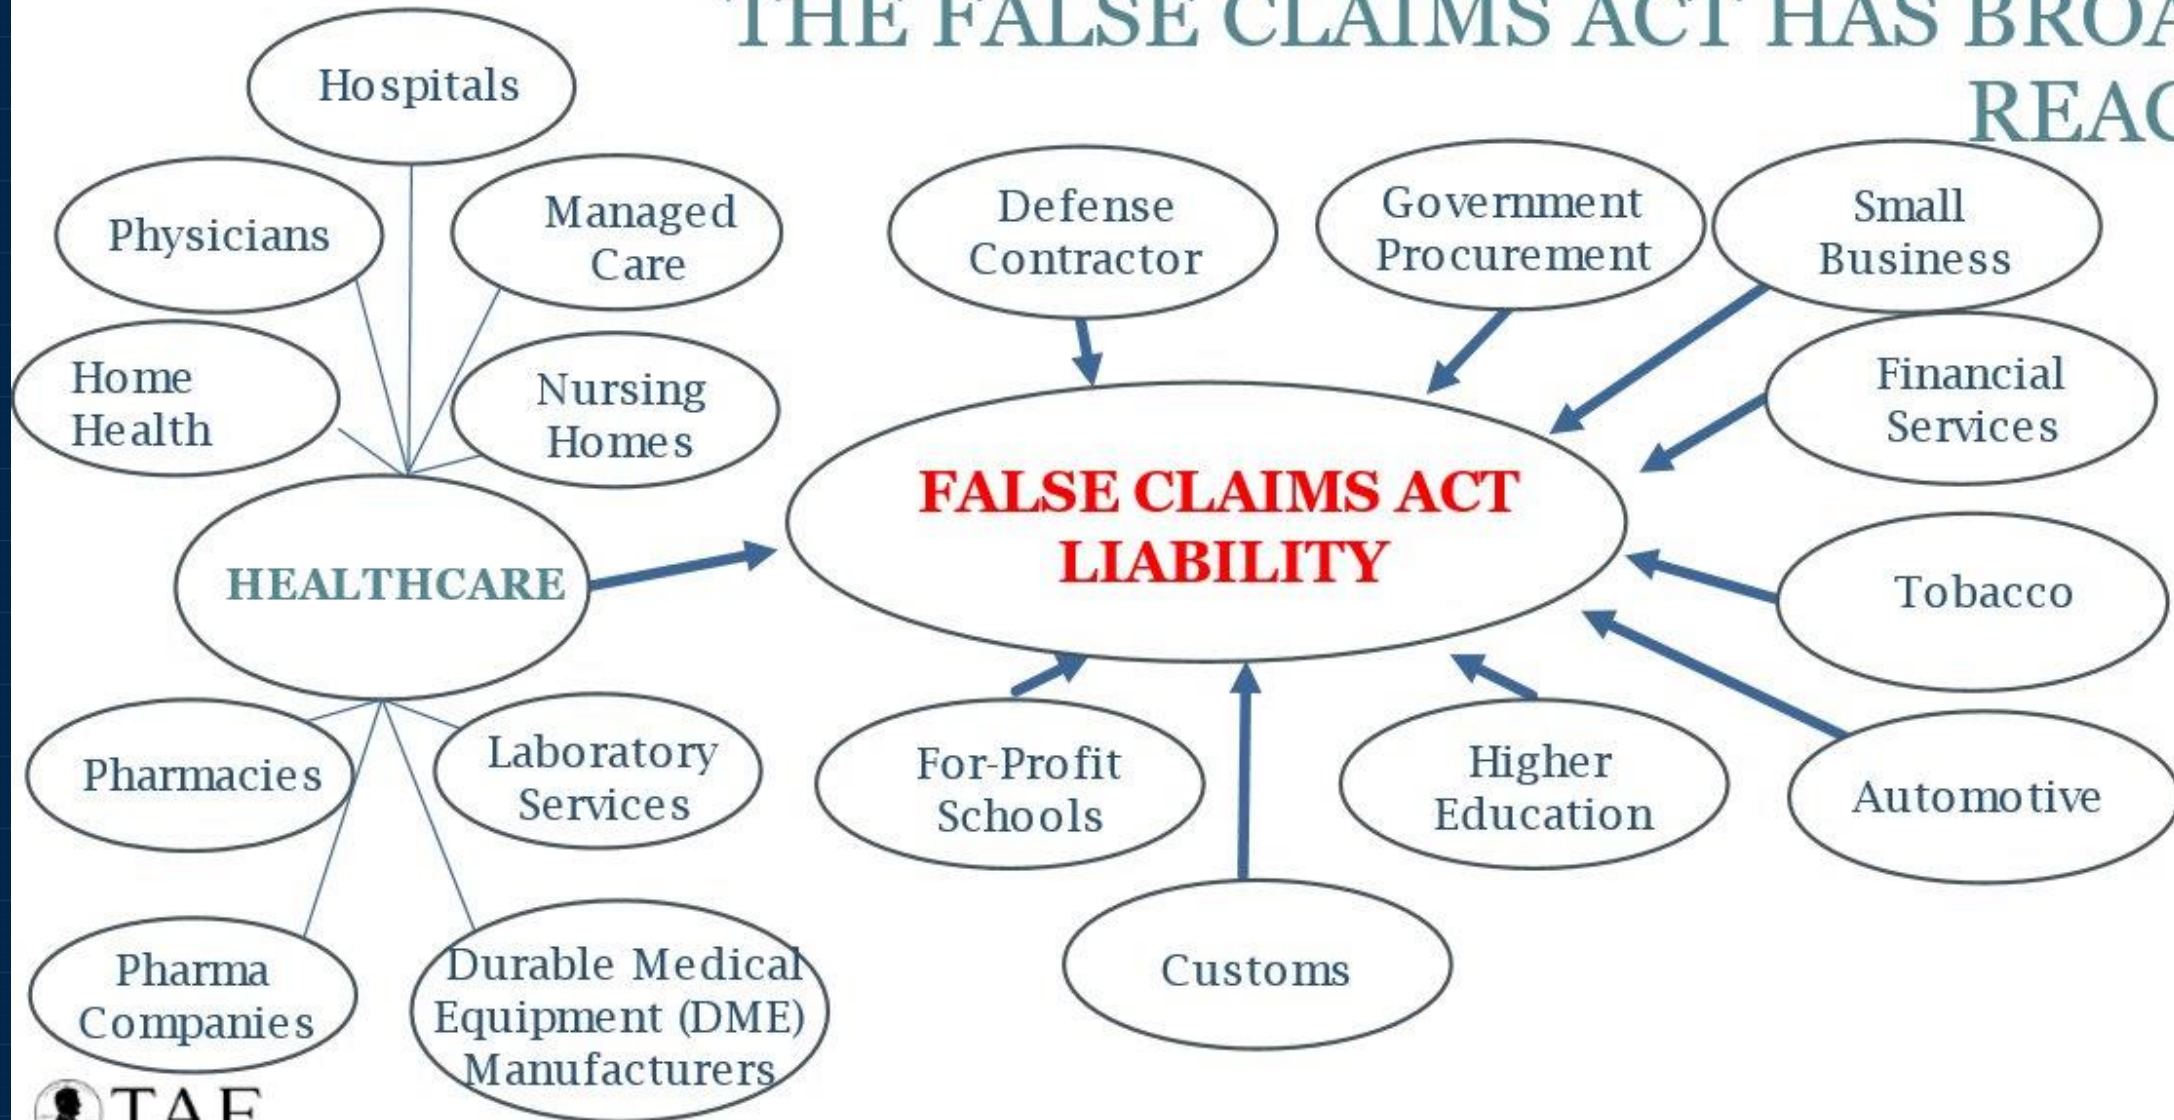 THE FALSE CLAIMS ACT HAS BROA
REAC
Hospitals
Physicians
Managed
Care
Home
Health
Nursing
Homes
HEALTHCARE
Pharmacies
Laboratory
Services
Pharma
Companies
Durable Medical
Equipment (DME)
Manufacturers
Defense
Contractor
Government
Procurement
Small
Business
Financial
Services
FALSE CLAIMS ACT
LIABILITY
Tobacco
Automotive
For-Profit
Schools
Higher
Education
Customs
TAF